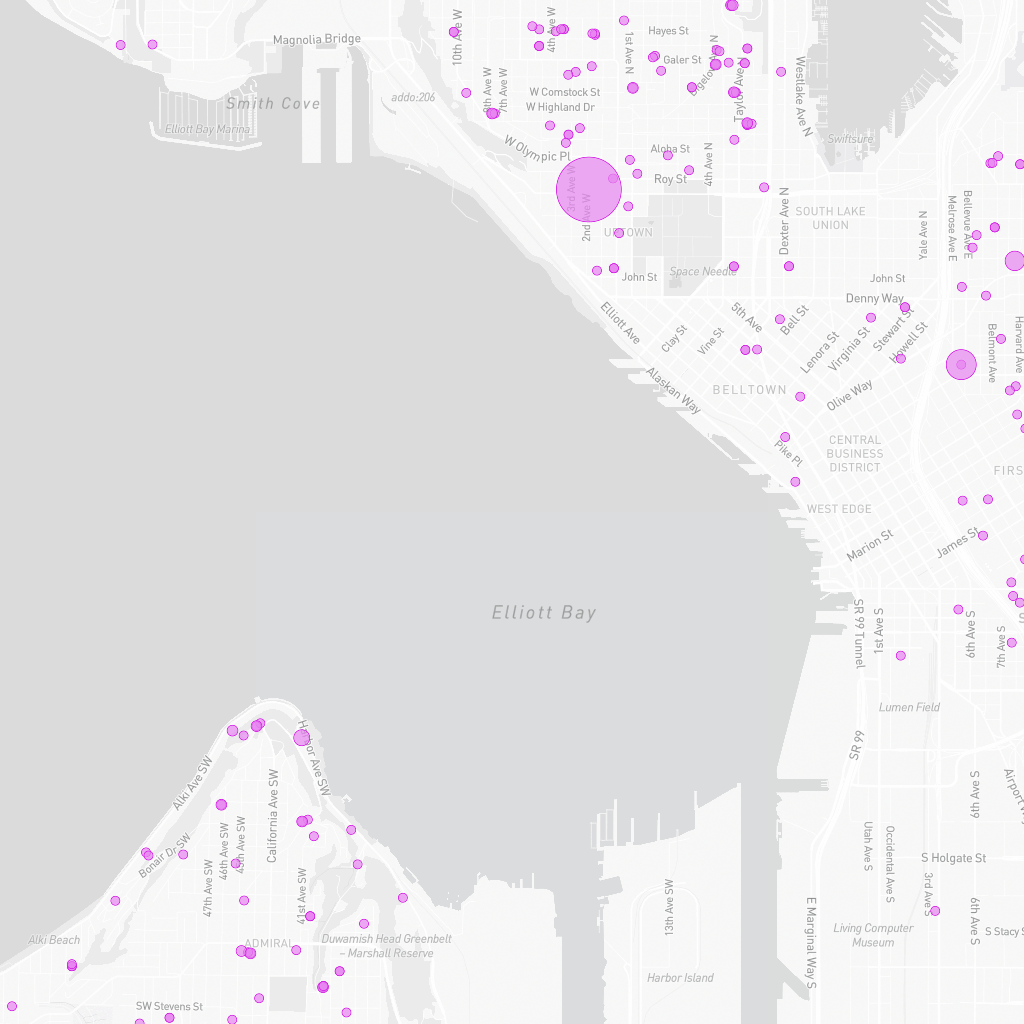 10th Ave W
4th Ave W
Hayes St
Magnolia Bridge
1st Ave N
Galer St
Bigelow Ave N
Taylor Ave N
Westlake Ave N
8th Ave W
7th Ave W
W Comstock St
W Highland Dr
addo:206
Smith Cove
Elliott Bay Marina
Swiftsure
W Olympic Pl
Aloha St
4th Ave N
Roy St
3rd Ave W
2nd Ave W
UPTOWN
Dexter Ave N
SOUTH LAKE
UNION
Yale Ave N
Melrose Ave E
Bellevue Ave E
John St
Space Needle
John St
Denny Way
Elliott Ave
Clay St
Vine St
5th Ave
Bell St
Lenora St
Virginia St
Stewart St
Howell St
Belmont Ave
Harvard Ave
Alaskan Way
BELLTOWN
Olive Way
Pike Pl
CENTRAL
BUSINESS
DISTRICT
FIRS
WEST EDGE
Marion St
James St
Elliott Bay
SR 99 Tunnel
1st Ave S
6th Ave S
7th Ave S
S
Lumen Field
SR 99
Harbor Ave SW
Alki Ave SW
California Ave SW
4th Ave S
Airport W
Bonair Dr SW
47th Ave SW
46th Ave SW
45th Ave SW
41st Ave SW
Utah Ave S
Occidental Ave S
S Holgate St
3rd Ave S
6th Ave S
13th Ave SW
E Marginal Way S
Living Computer
Museum
S Stacy S
Alki Beach
ADMIRAL
Duwamish Head Greenbelt
– Marshall Reserve
Harbor Island
SW Stevens St